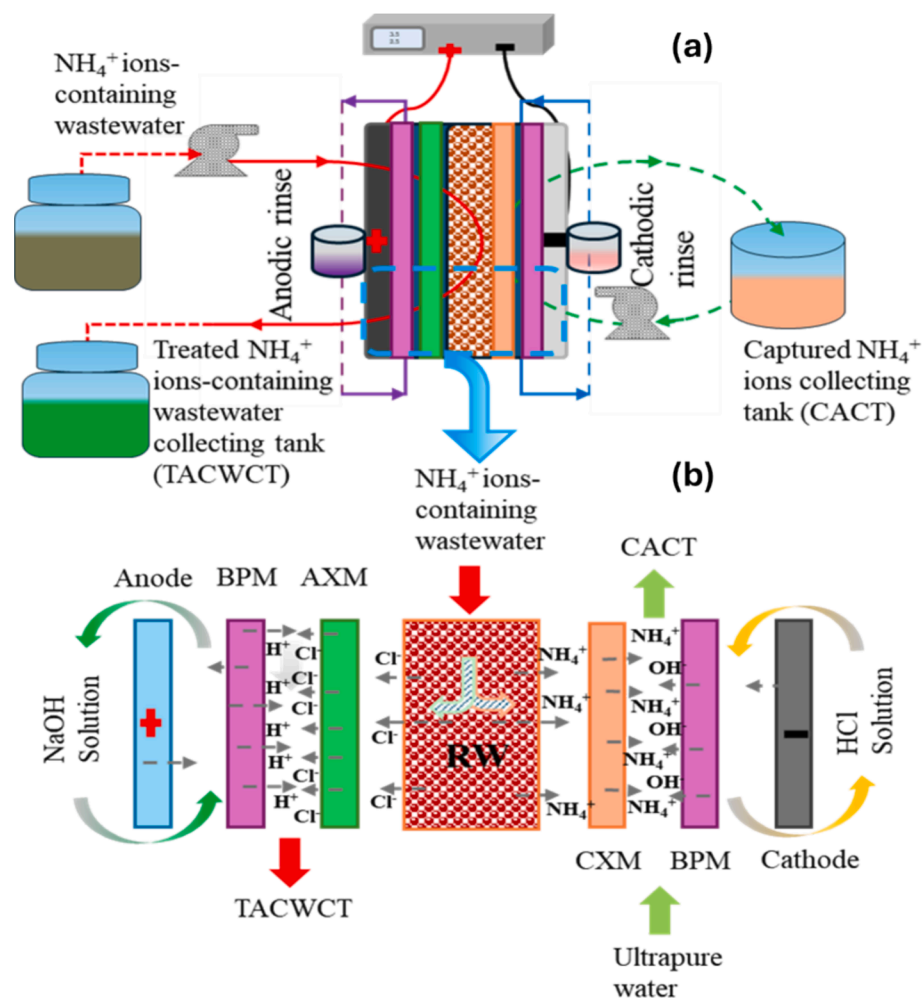 3.5
3.5
(a)
NH₄⁺ ions-
containing
wastewater
Anodic rinse
Cathodic
rinse
Treated NH₄⁺
ions-containing
wastewater
collecting tank
(TACWCT)
Captured NH₄⁺
ions collecting
tank (CACT)
(b)
NH₄⁺ ions-
containing
wastewater
CACT
Anode
BPM
AXM
NaOH
Solution
H⁺
H⁺
H⁺
H⁺
H⁺
Cl⁻
Cl⁻
Cl⁻
Cl⁻
Cl⁻
Cl⁻
Cl⁻
Cl⁻
RW
NH₄⁺
NH₄⁺
NH₄⁺
NH₄⁺
OH⁻
NH₄⁺
OH⁻
NH₄⁺
OH⁻
NH₄⁺
HCl
Solution
CXM
BPM
Cathode
TACWCT
Ultrapure
water